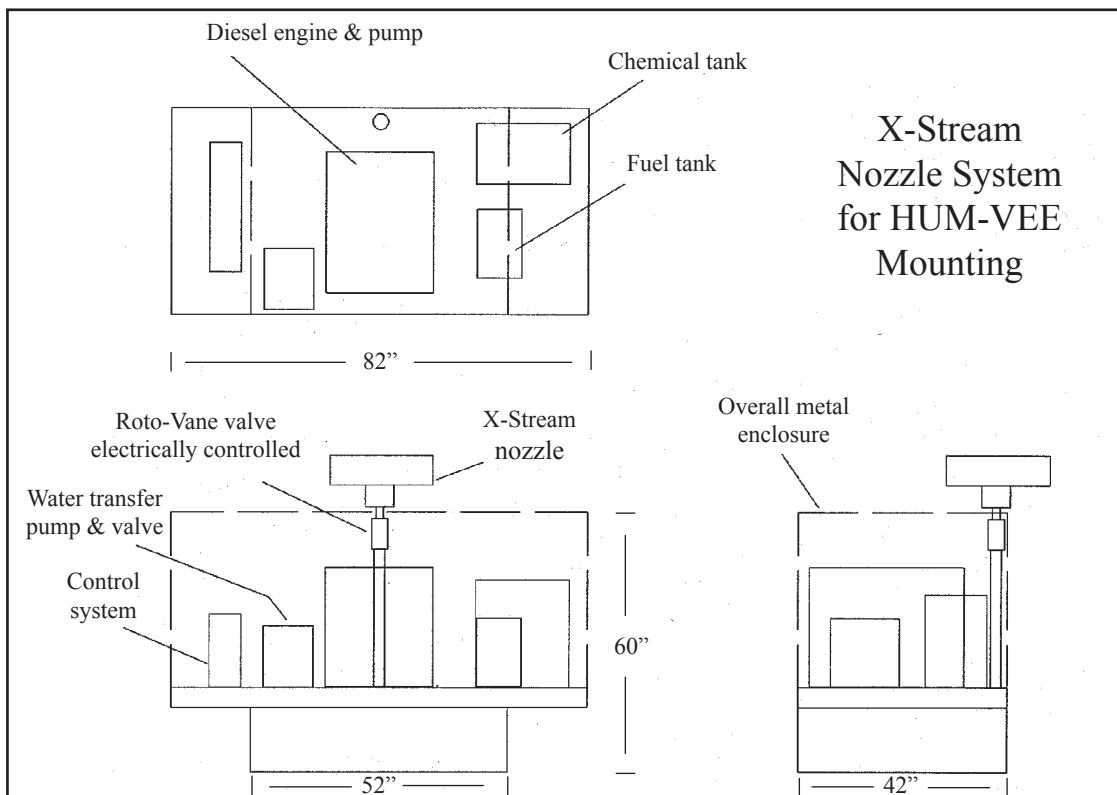 Diesel engine & pump
Chemical tank
Fuel tank
X-Stream
Nozzle System
for HUM-VEE
Mounting
82”
Roto-Vane valve
electrically controlled
X-Stream
nozzle
Overall metal
enclosure
Water transfer
pump & valve
Control
system
60”
52”
42”